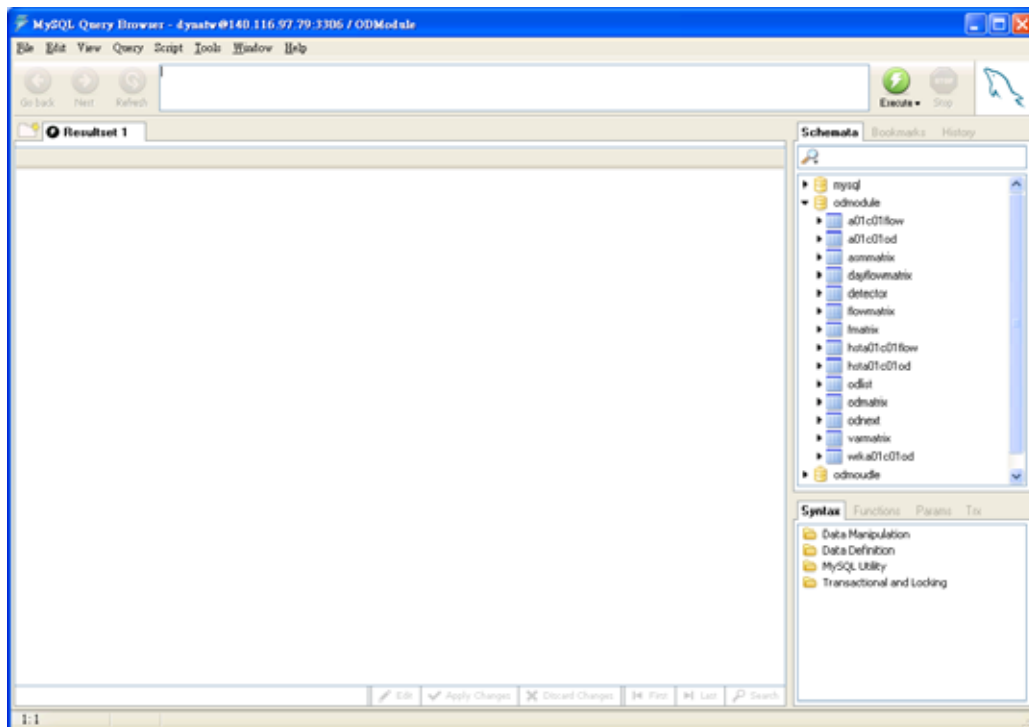 MySQL Query Browser - dynatw@140.116.97.79:3306 / ODModule
File Edit View Query Script Tools Window Help
Go back Next Refresh Execute Stop
Resultset 1
Schemata Bookmarks History
mysql
odmodule
a01c01flow
a01c01od
asmmatrix
dayflowmatrix
detector
flowmatrix
fmatrix
hsta01c01flow
hsta01c01od
odlist
odmatrix
odnext
varmatrix
weka01c01od
odmoudle
Syntax Functions Params Trx
Data Manipulation
Data Definition
MySQL Utility
Transactional and Locking
Edit Apply Changes Discard Changes First Last Search
1:1